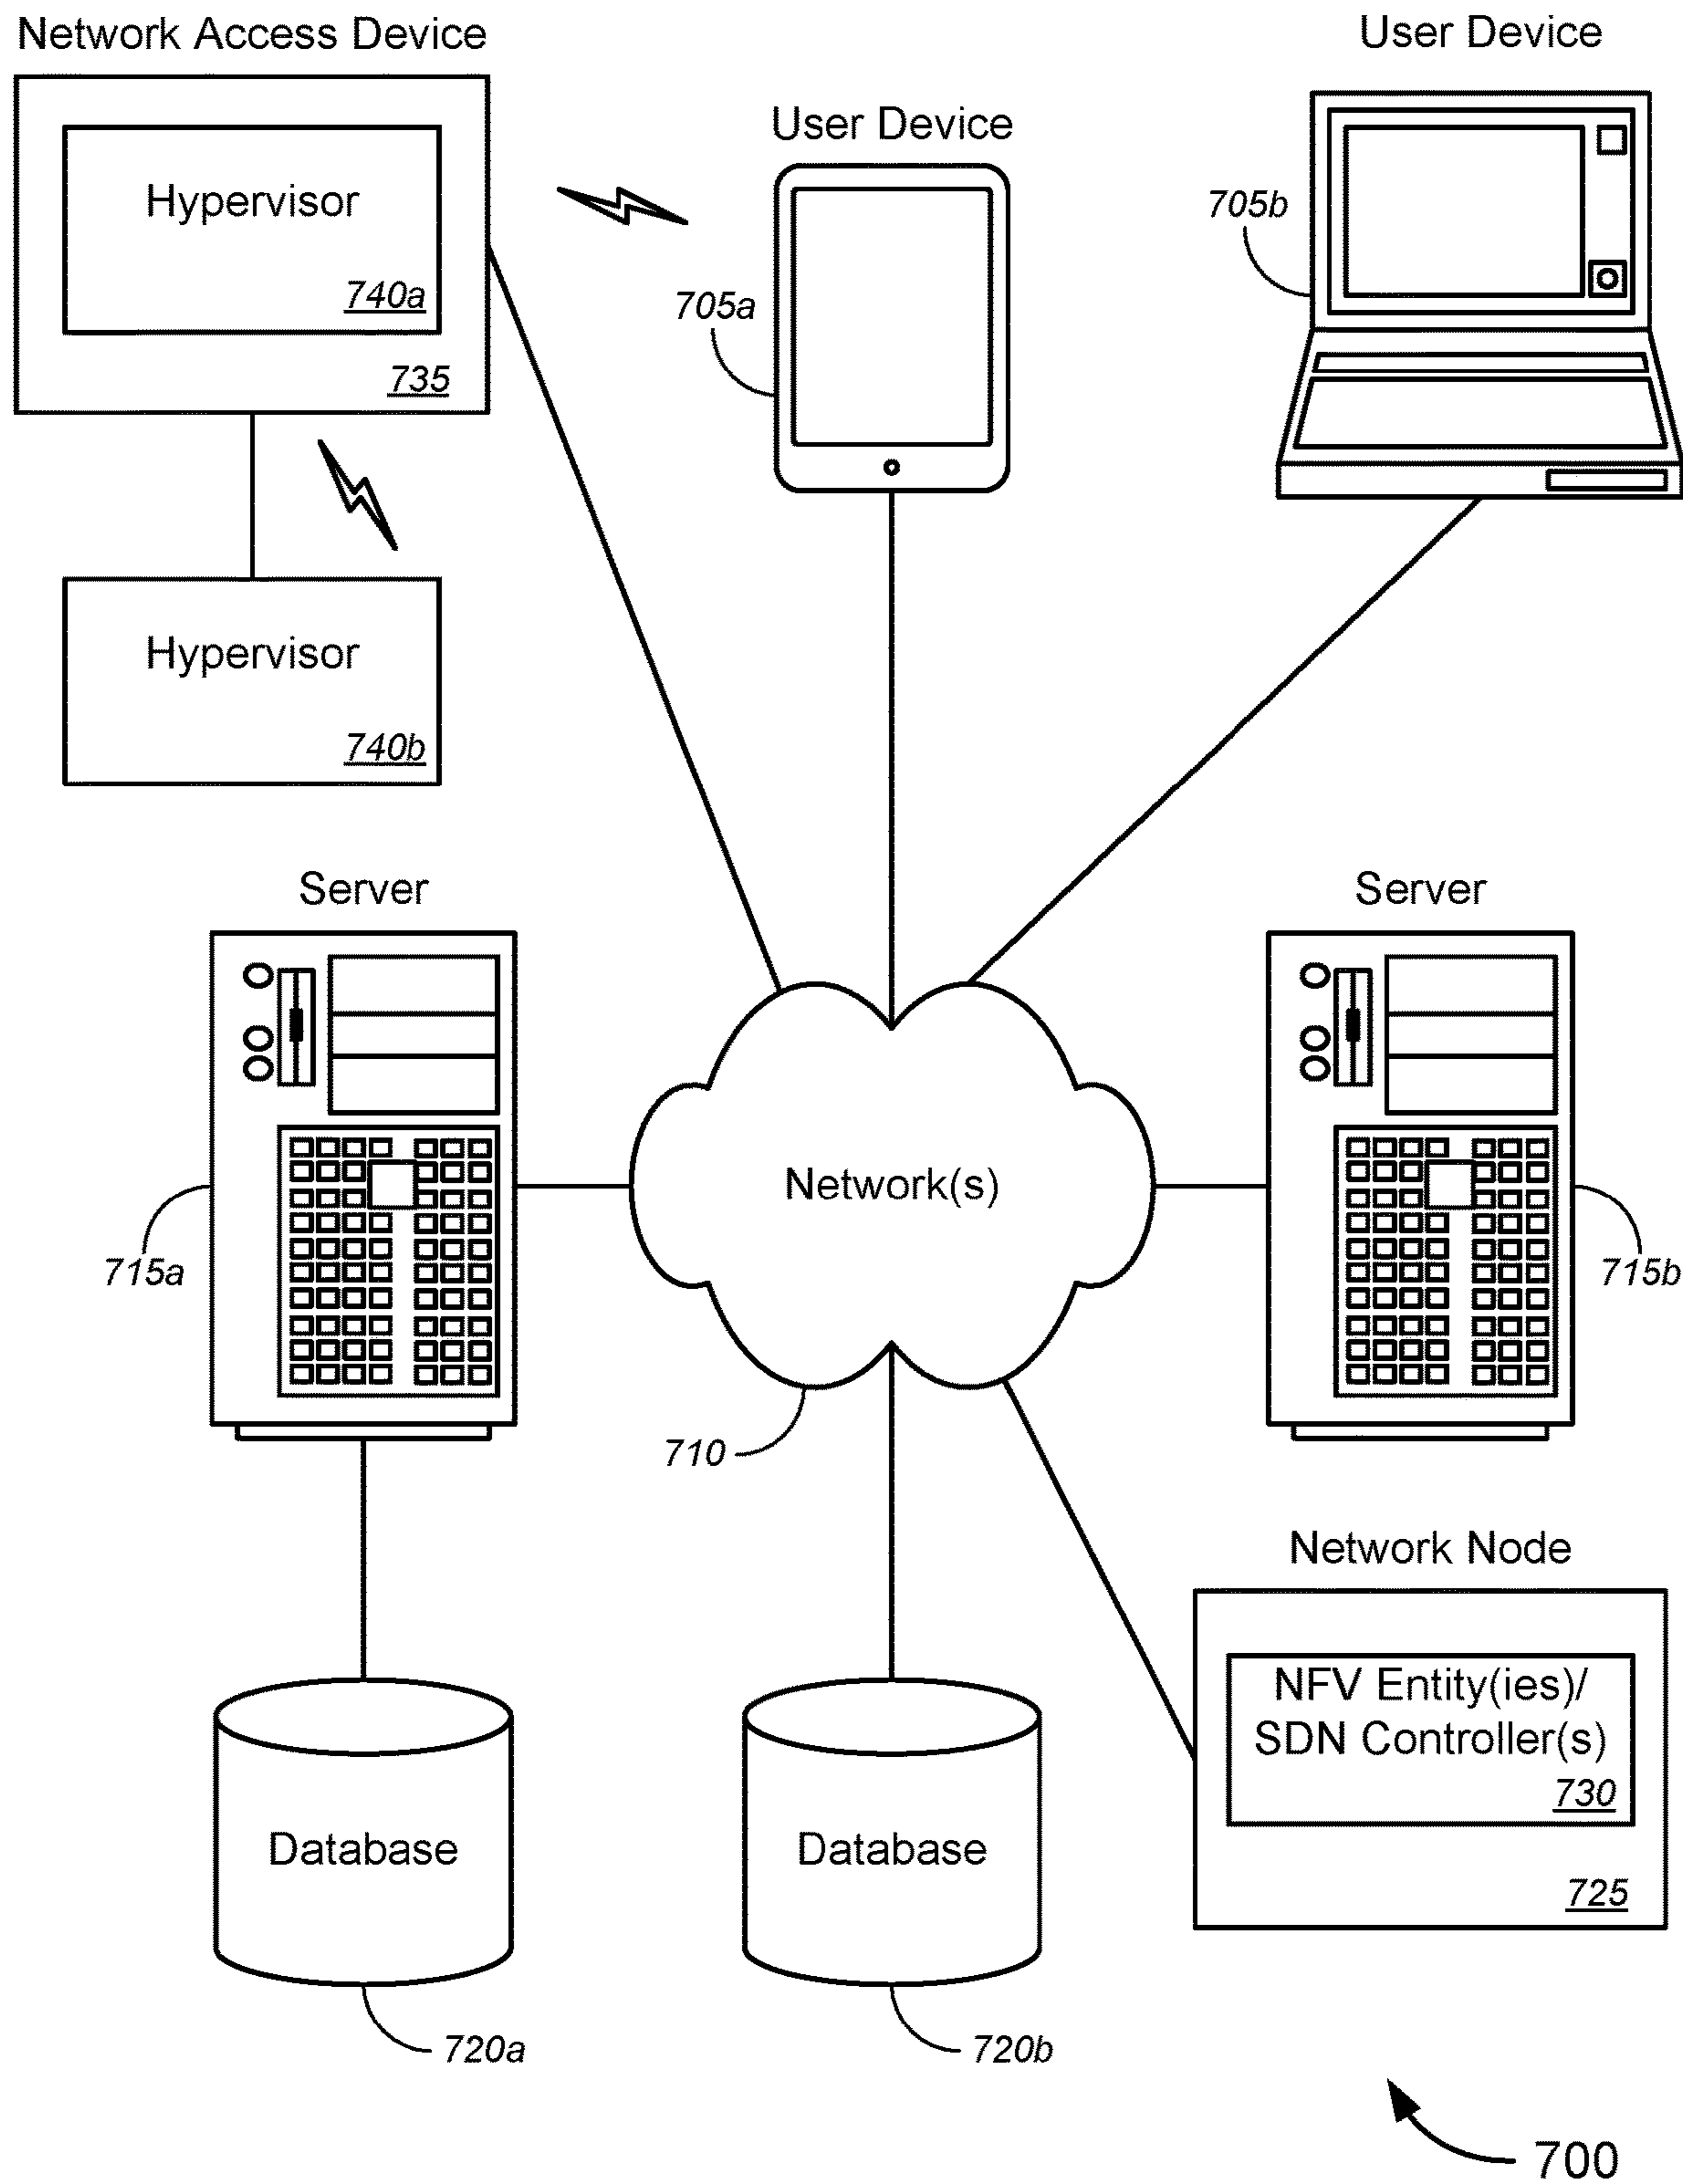 Network Access Device
User Device
User Device
Hypervisor
740a
735
705a
705b
Hypervisor
740b
Server
Server
Network(s)
715a
715b
710
Network Node
NFV Entity(ies)/
SDN Controller(s)
730
725
Database
Database
720a
720b
700